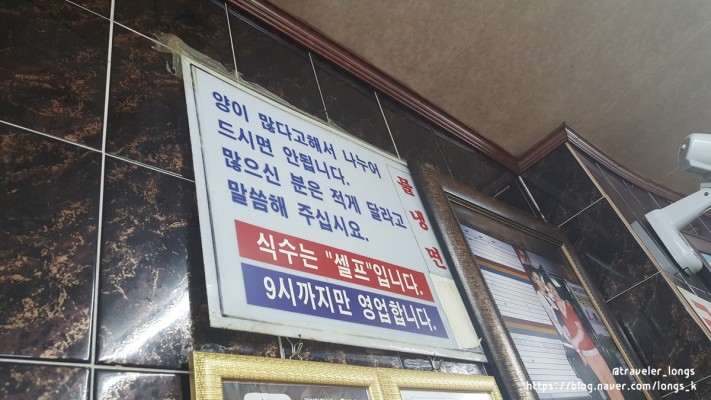 양이 많다고해서 나누어
드시면 안됩니다.
많으신 분은 적게 달라고
말씀해 주십시요.
물냉면
식수는 "셀프"입니다.
9시까지만 영업합니다.
@traveler_longs
https://blog.naver.com/longs_k